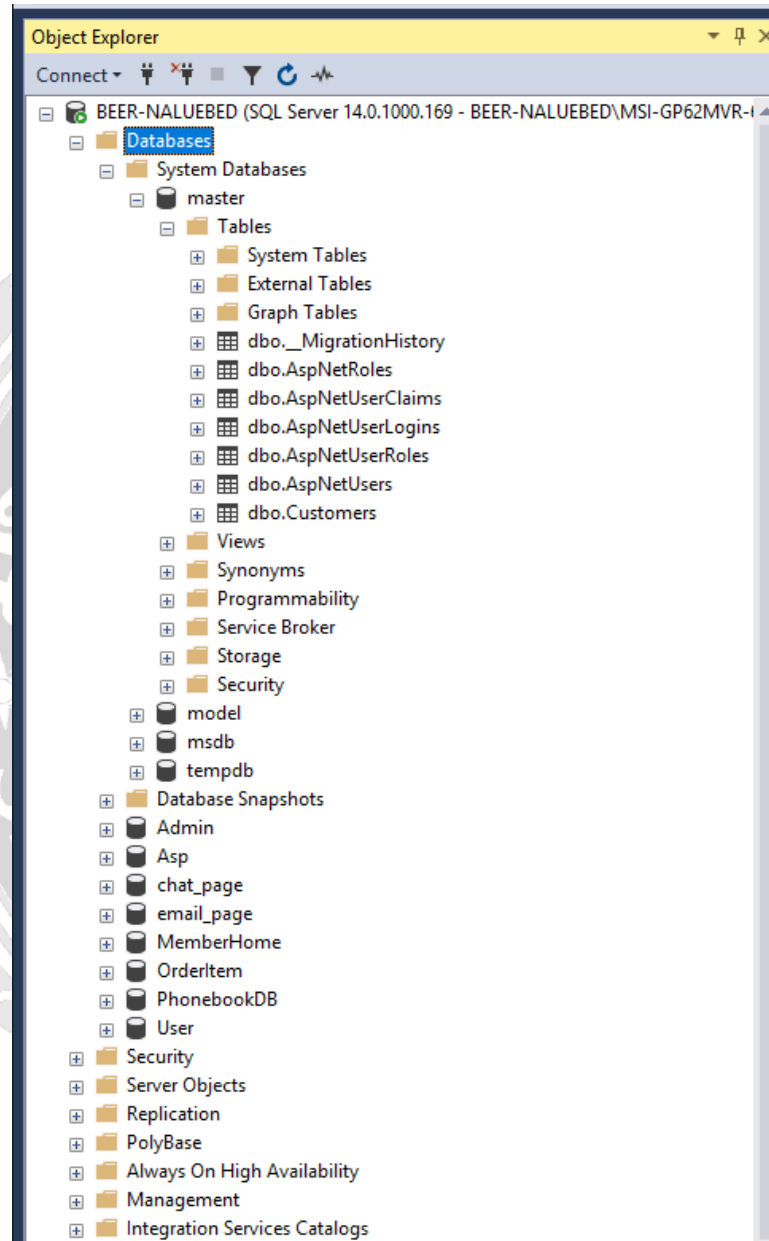 Object Explorer
Connect
BEER-NALUEBED (SQL Server 14.0.1000.169 - BEER-NALUEBED\MSI-GP62MVR-
Databases
System Databases
master
Tables
System Tables
External Tables
Graph Tables
dbo.__MigrationHistory
dbo.AspNetRoles
dbo.AspNetUserClaims
dbo.AspNetUserLogins
dbo.AspNetUserRoles
dbo.AspNetUsers
dbo.Customers
Views
Synonyms
Programmability
Service Broker
Storage
Security
model
msdb
tempdb
Database Snapshots
Admin
Asp
chat_page
email_page
MemberHome
OrderItem
PhonebookDB
User
Security
Server Objects
Replication
PolyBase
Always On High Availability
Management
Integration Services Catalogs